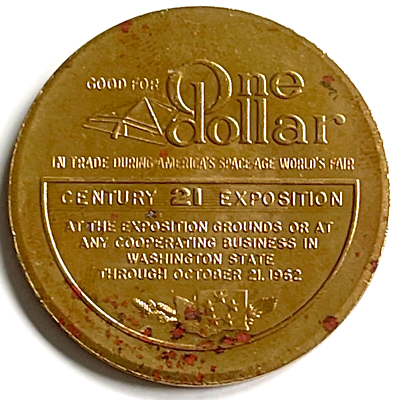 GOOD FOR One
dollar
IN TRADE DURING AMERICA'S SPACE AGE WORLD'S FAIR
CENTURY 21 EXPOSITION
AT THE EXPOSITION GROUNDS OR AT
ANY COOPERATING BUSINESS IN
WASHINGTON STATE
THROUGH OCTOBER 21, 1962